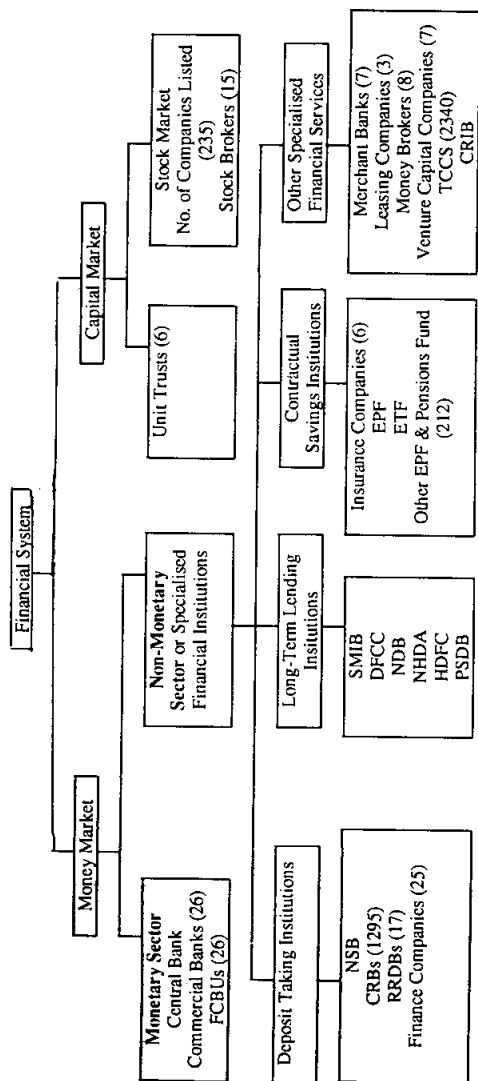 Financial System
Money Market
Capital Market
Monetary Sector
Central Bank
Commercial Banks (26)
FCBUs (26)
Non-Monetary
Sector or Specialised
Financial Institutions
Unit Trusts (6)
Stock Market
No. of Companies Listed
(235)
Stock Brokers (15)
Deposit Taking Institutions
Long-Term Lending
Insitutions
Contractual
Savings Institutions
Other Specialised
Financial Services
NSB
CRBs (1295)
RRDBs (17)
Finance Companies (25)
SMIB
DFCC
NDB
NHDA
HDFC
PSDB
Insurance Companies (6)
EPF
ETF
Other EPF & Pensions Fund
(212)
Merchant Banks (7)
Leasing Companies (3)
Money Brokers (8)
Venture Capital Companies (7)
TCCS (2340)
CRIB